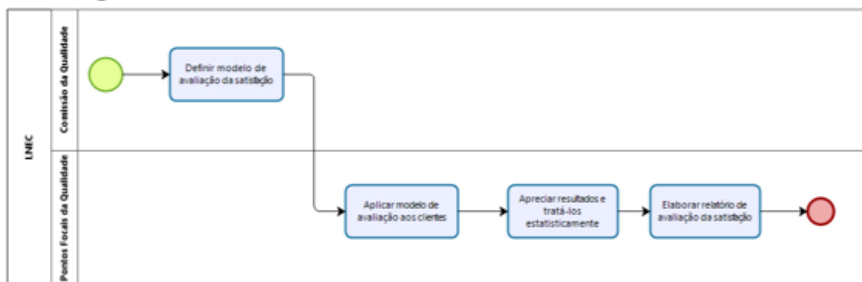 LNEC
Comissão da Qualidade
Definir modelo de
avaliação da satisfação
Pontos Focais da Qualidade
Aplicar modelo de
avaliação aos clientes
Apreciar resultados e
tratá-los
estatisticamente
Elaborar relatório de
avaliação da satisfação